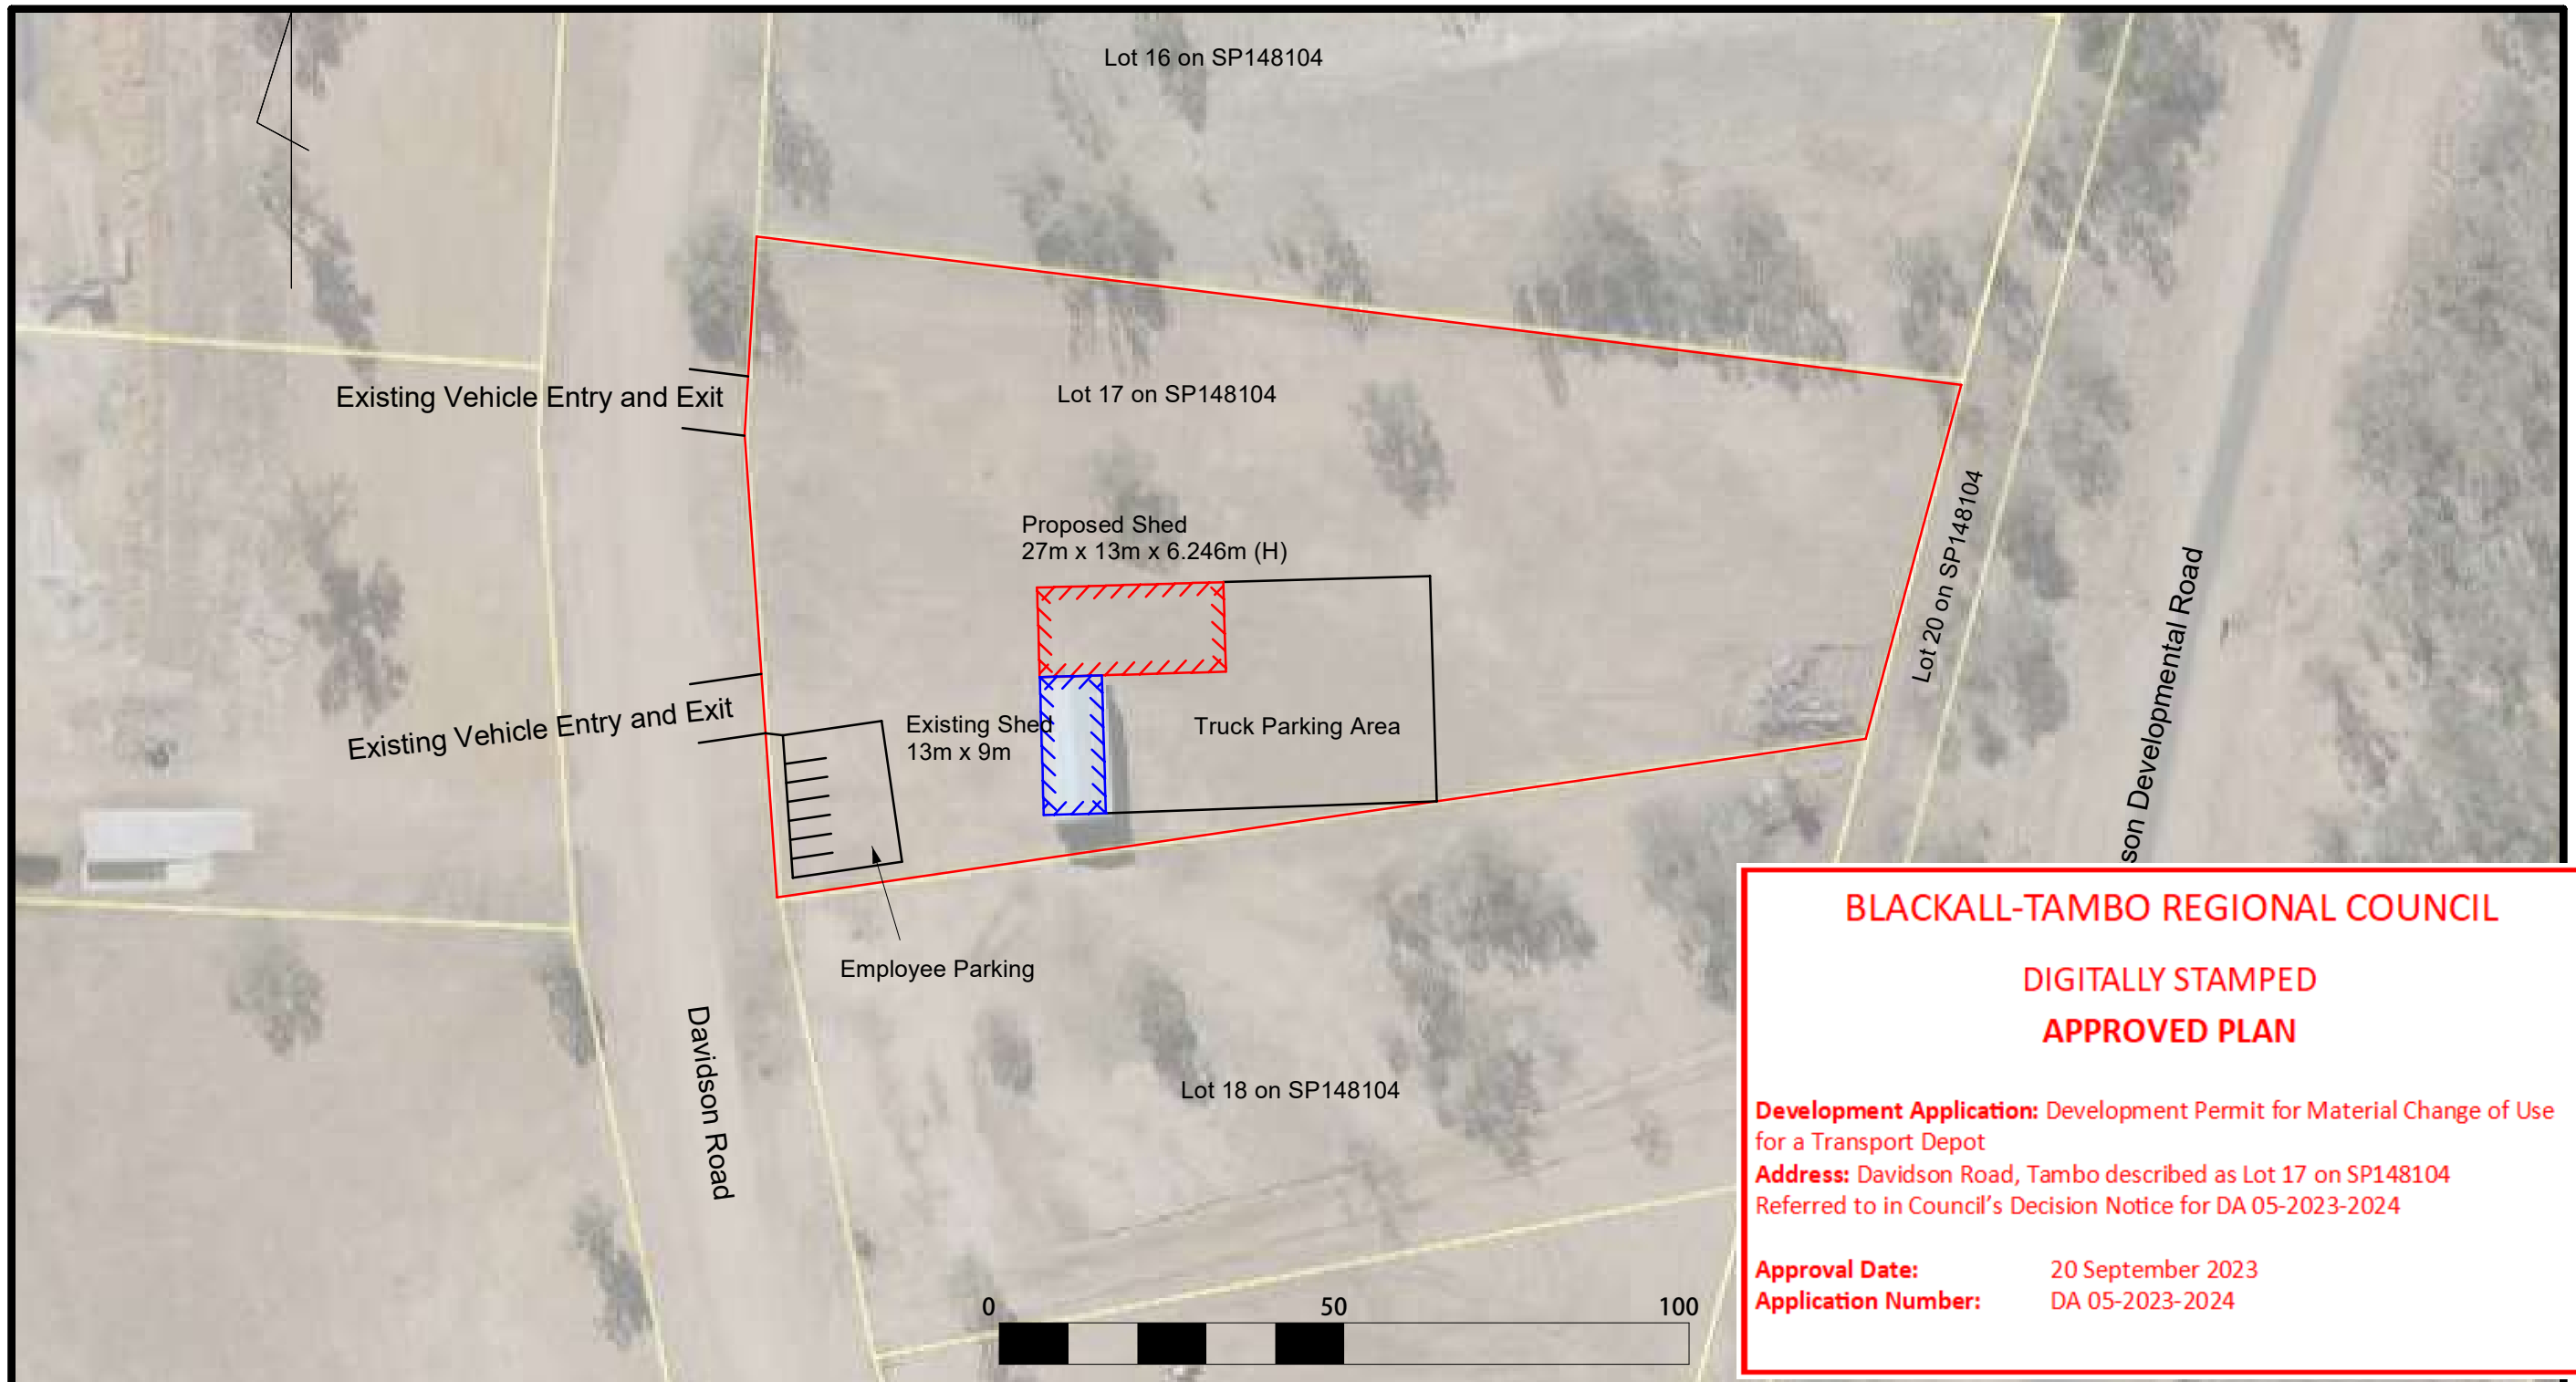 Lot 16 on SP148104
Existing Vehicle Entry and Exit
Lot 17 on SP148104
Proposed Shed
27m x 13m x 6.246m (H)
Lot 20 on SP148104
son Developmental Road
Existing Vehicle Entry and Exit
Existing Shed
13m x 9m
Truck Parking Area
Employee Parking
Davidson Road
Lot 18 on SP148104
0 50 100
BLACKALL-TAMBO REGIONAL COUNCIL
DIGITALLY STAMPED
APPROVED PLAN
Development Application: Development Permit for Material Change of Use
for a Transport Depot
Address: Davidson Road, Tambo described as Lot 17 on SP148104
Referred to in Council's Decision Notice for DA 05-2023-2024
Approval Date: 20 September 2023
Application Number: DA 05-2023-2024